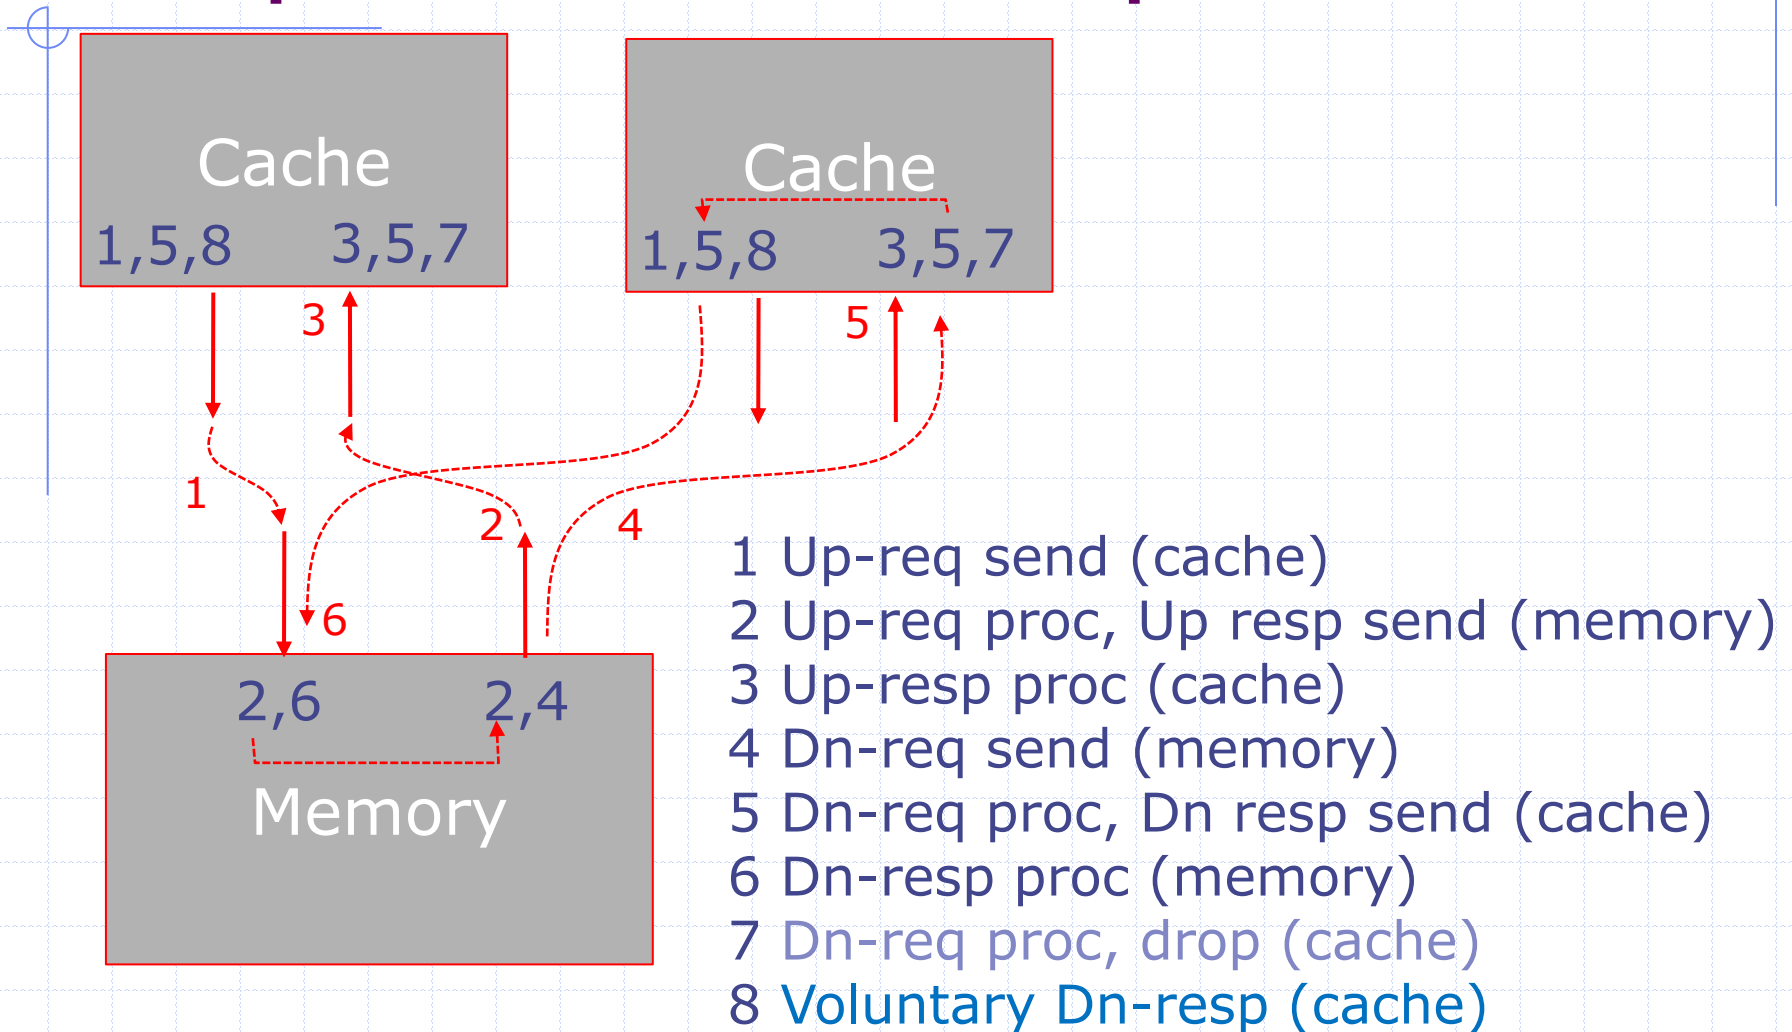 Cache
Cache
1,5,8 3,5,7
1,5,8 3,5,7
3
5
1
2
4
6
2,6 2,4
Memory
1 Up-req send (cache)
2 Up-req proc, Up resp send (memory)
3 Up-resp proc (cache)
4 Dn-req send (memory)
5 Dn-req proc, Dn resp send (cache)
6 Dn-resp proc (memory)
7 Dn-req proc, drop (cache)
8 Voluntary Dn-resp (cache)